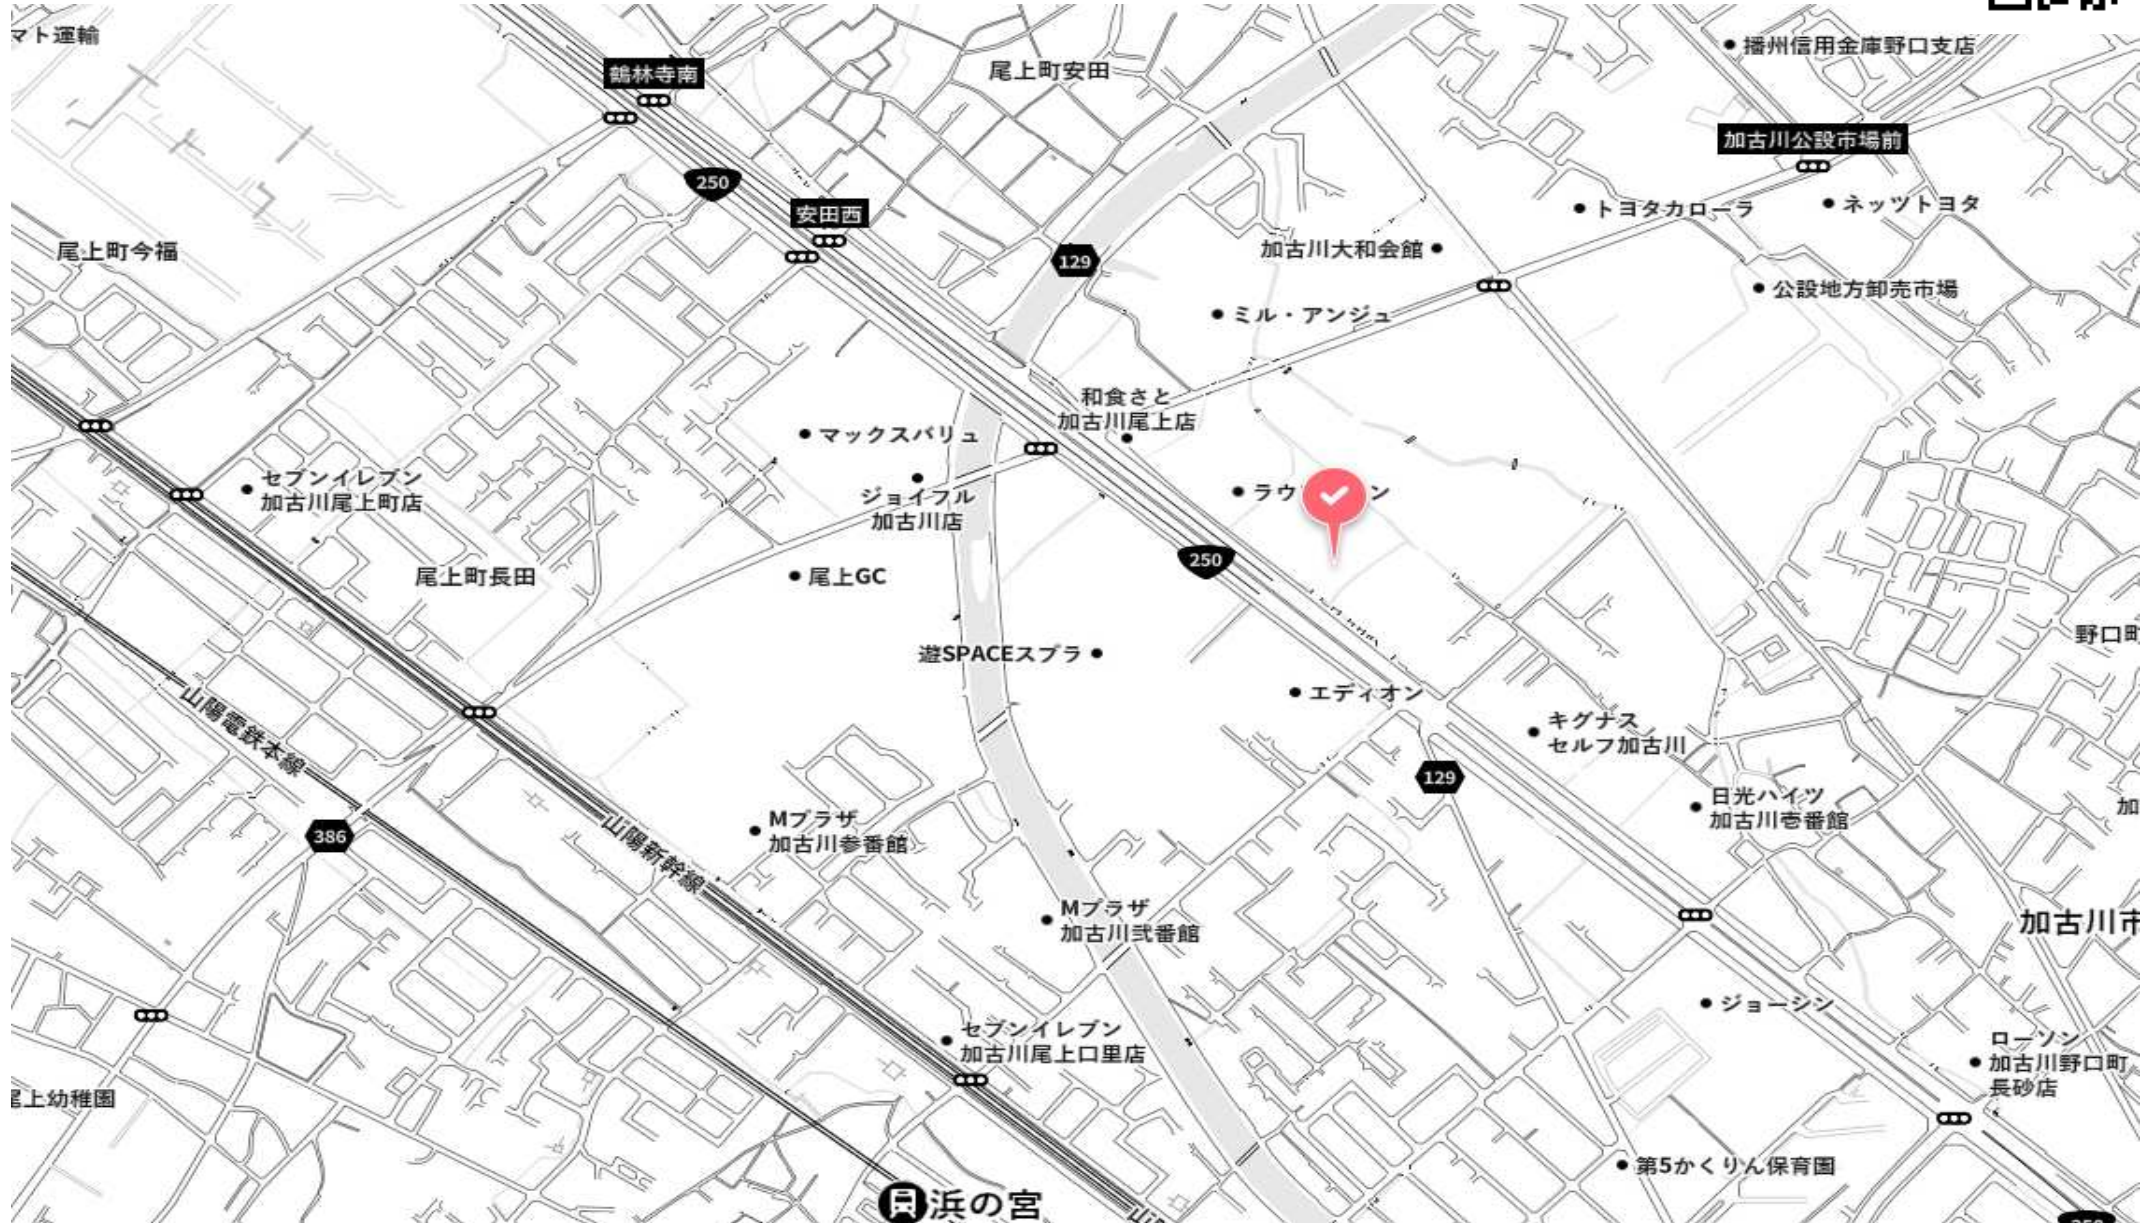 マト運輸
鶴林寺南
尾上町安田
播州信用金庫野口支店
加古川公設市場前
250
安田西
トヨタカローラ
ネッツトヨタ
尾上町今福
129
加古川大和会館
公設地方卸売市場
ミル・アンジュ
和食さと
加古川尾上店
マックスバリュ
セブンイレブン
加古川尾上町店
ジョイフル
加古川店
ラウ
ン
尾上町長田
尾上GC
250
野口町
遊SPACEスプラ
エディオン
キグナス
セルフ加古川
山陽電鉄本線
129
日光ハイツ
加古川壱番館
加
386
Mプラザ
加古川参番館
山陽新幹線
Mプラザ
加古川弐番館
加古川市
ジョーシン
セブンイレブン
加古川尾上口里店
ローソン
加古川野口町
長砂店
尾上幼稚園
第5かくりん保育園
浜の宮
山陽